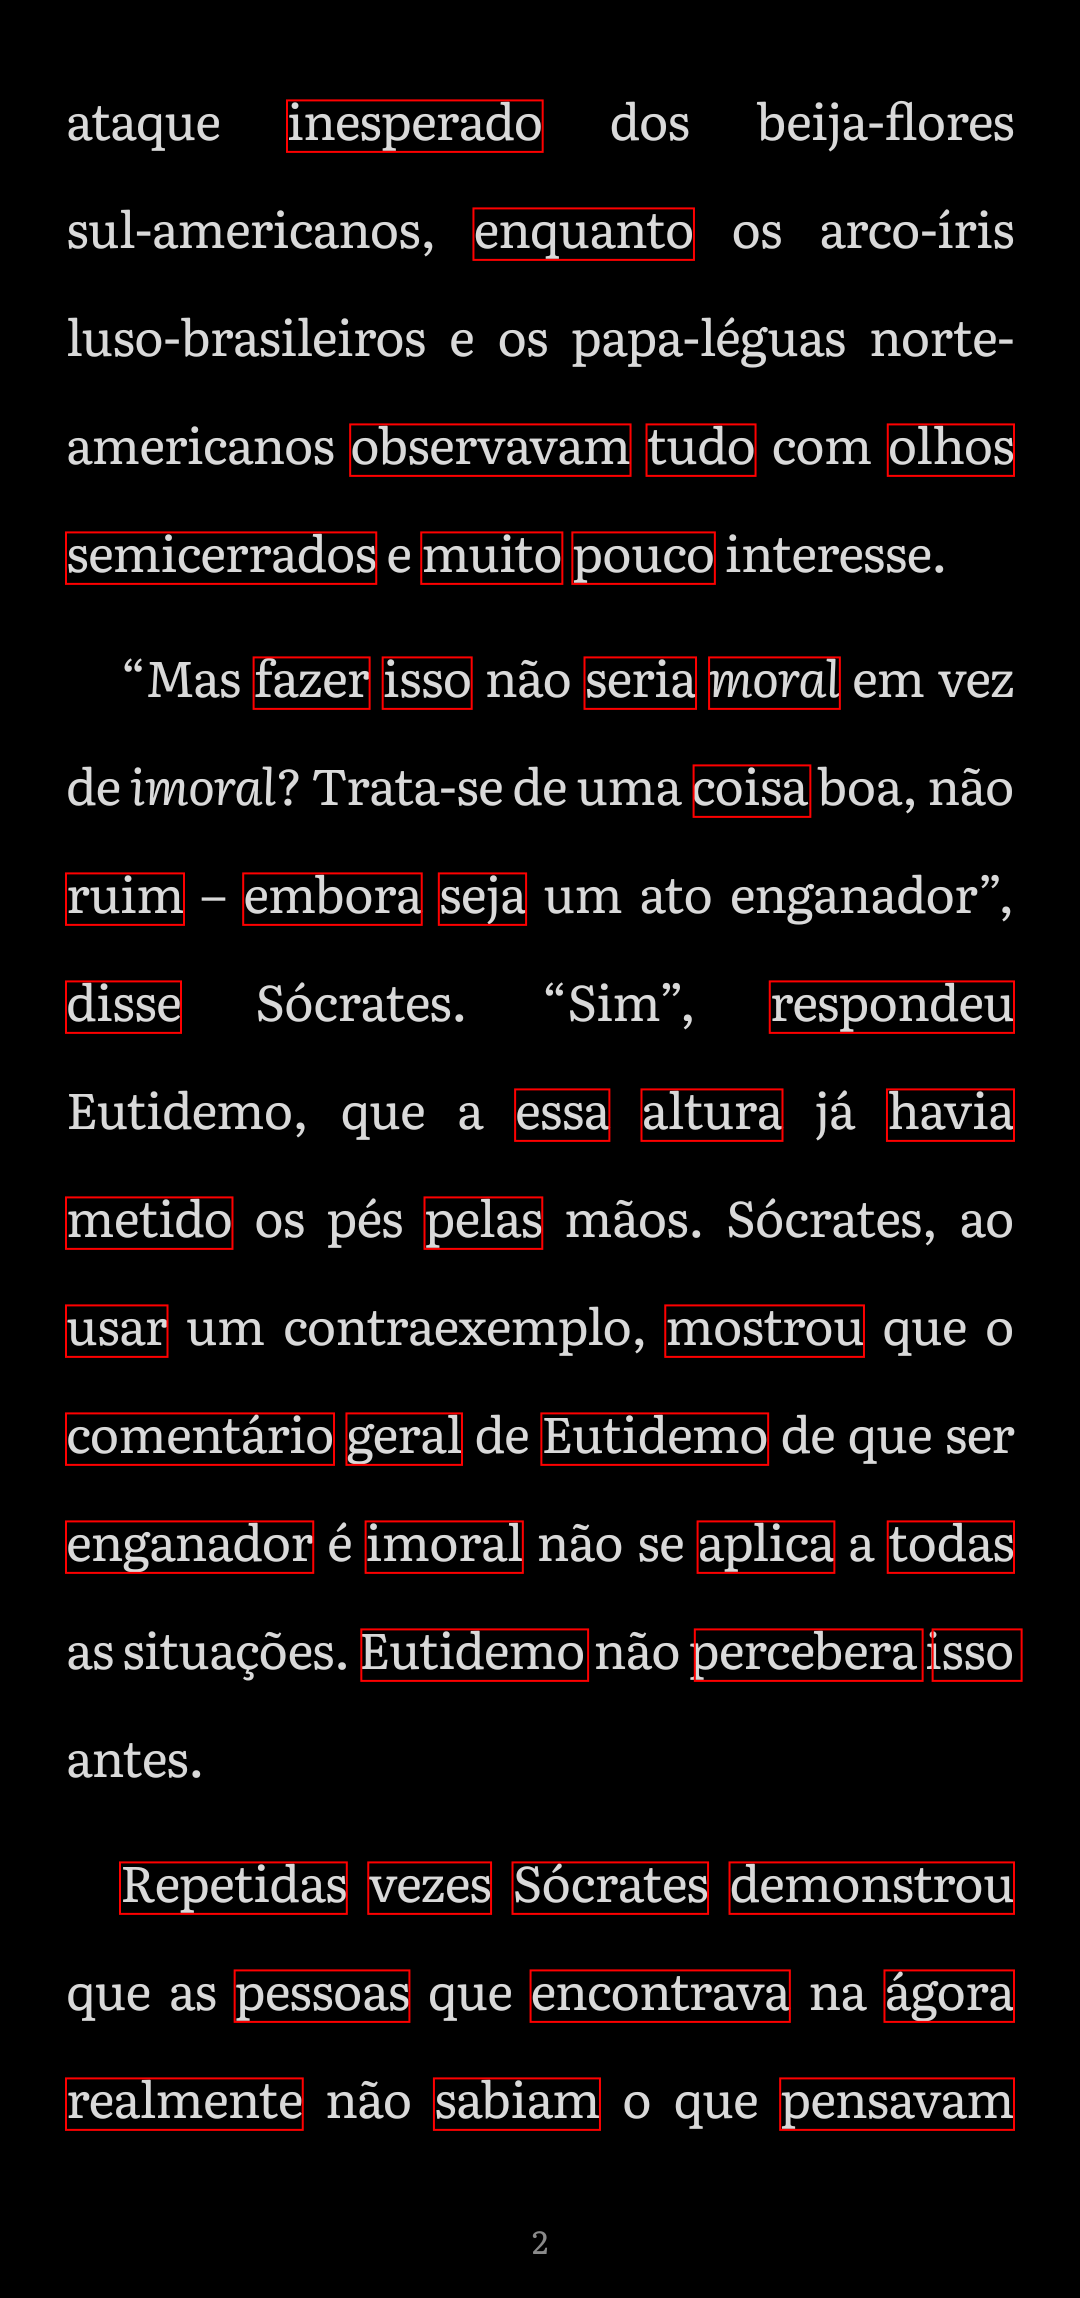 ataque inesperado dos beija-flores
sul-americanos, enquanto os arco-íris
luso-brasileiros e os papa-léguas norte-
americanos observavam tudo com olhos
semicerrados e muito pouco interesse.
“Mas fazer isso não seria moral em vez
de imoral? Trata-se de uma coisa boa, não
ruim – embora seja um ato enganador”,
disse Sócrates. “Sim”, respondeu
Eutidemo, que a essa altura já havia
metido os pés pelas mãos. Sócrates, ao
usar um contraexemplo, mostrou que o
comentário geral de Eutidemo de que ser
enganador é imoral não se aplica a todas
as situações. Eutidemo não percebera isso
antes.
Repetidas vezes Sócrates demonstrou
que as pessoas que encontrava na ágora
realmente não sabiam o que pensavam
2